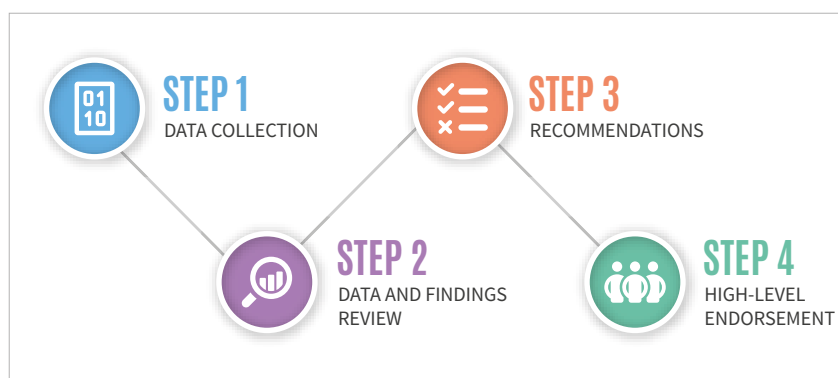 01
10
STEP 1
DATA COLLECTION
STEP 2
DATA AND FINDINGS
REVIEW
STEP 3
RECOMMENDATIONS
STEP 4
HIGH-LEVEL
ENDORSEMENT